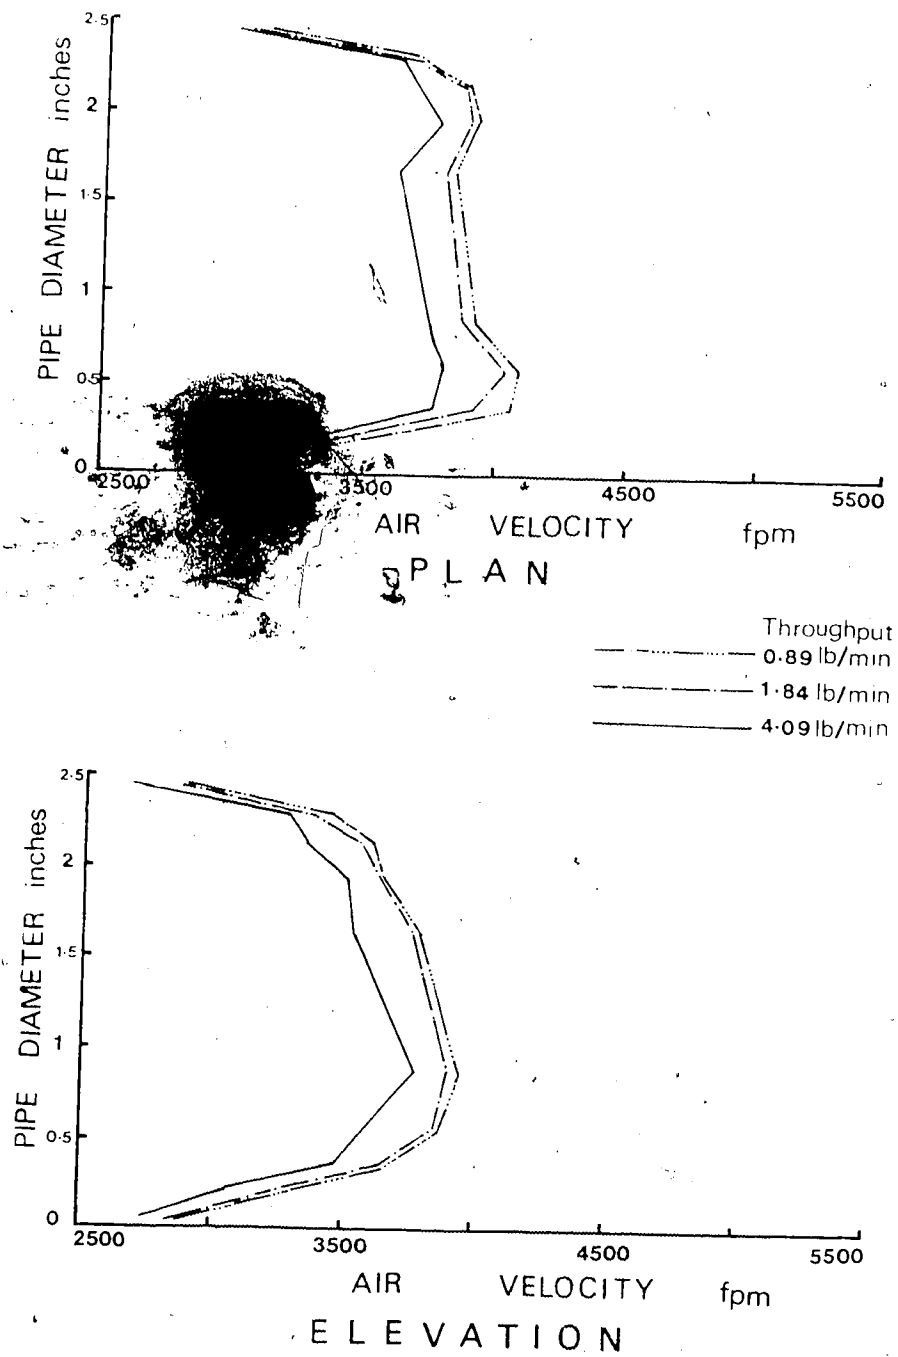 2.5
PIPE DIAMETER inches
2
1.5
1
0.5
0
2500 3500 4500 5500
AIR VELOCITY fpm
PLAN
Throughput
0.89 lb/min
1.84 lb/min
4.09 lb/min
2.5
PIPE DIAMETER inches
2
1.5
1
0.5
0
2500 3500 4500 5500
AIR VELOCITY fpm
ELEVATION